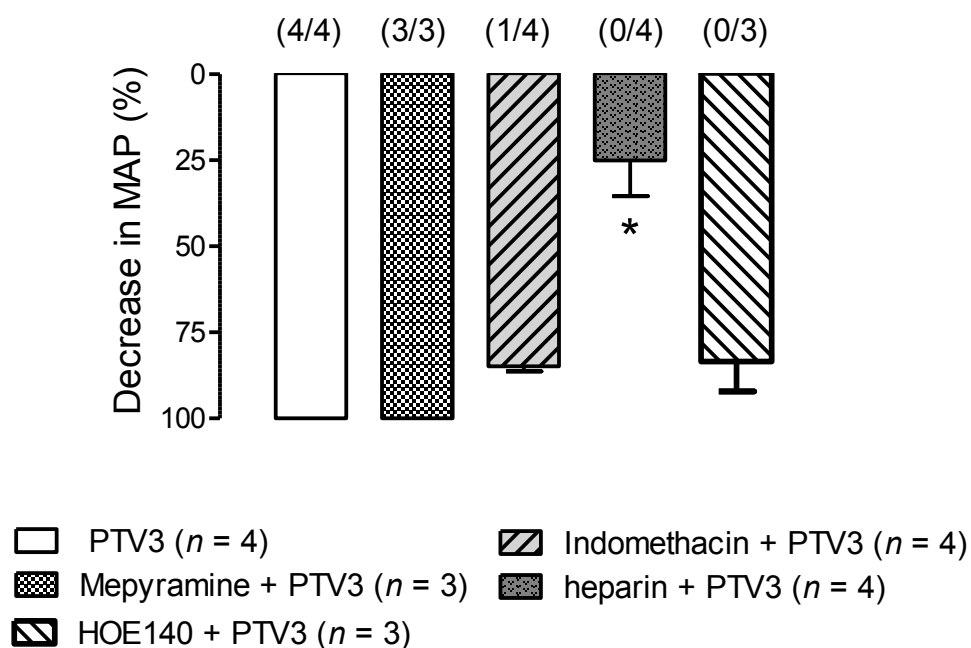 (4/4) (3/3) (1/4) (0/4) (0/3)
Decrease in MAP (%)
0
25
50
75
100
*
PTV3 (n = 4)
Indomethacin + PTV3 (n = 4)
Mepyramine + PTV3 (n = 3)
heparin + PTV3 (n = 4)
HOE140 + PTV3 (n = 3)